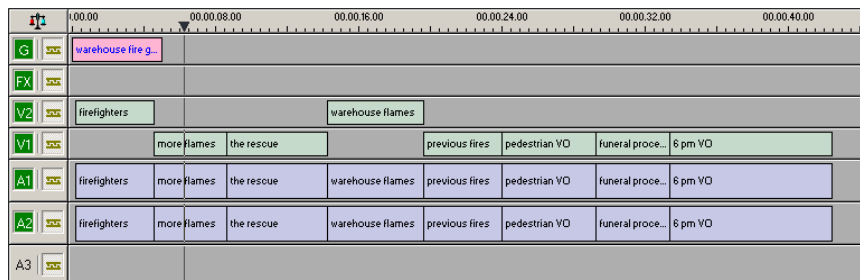 :00.00 00.00.08.00 00.00.16.00 00.00.24.00 00.00.32.00 00.00.40.00
G warehouse fire g...
FX
V2 firefighters warehouse flames
V1 more flames the rescue previous fires pedestrian VO funeral proce... 6 pm VO
A1 firefighters more flames the rescue warehouse flames previous fires pedestrian VO funeral proce... 6 pm VO
A2 firefighters more flames the rescue warehouse flames previous fires pedestrian VO funeral proce... 6 pm VO
A3